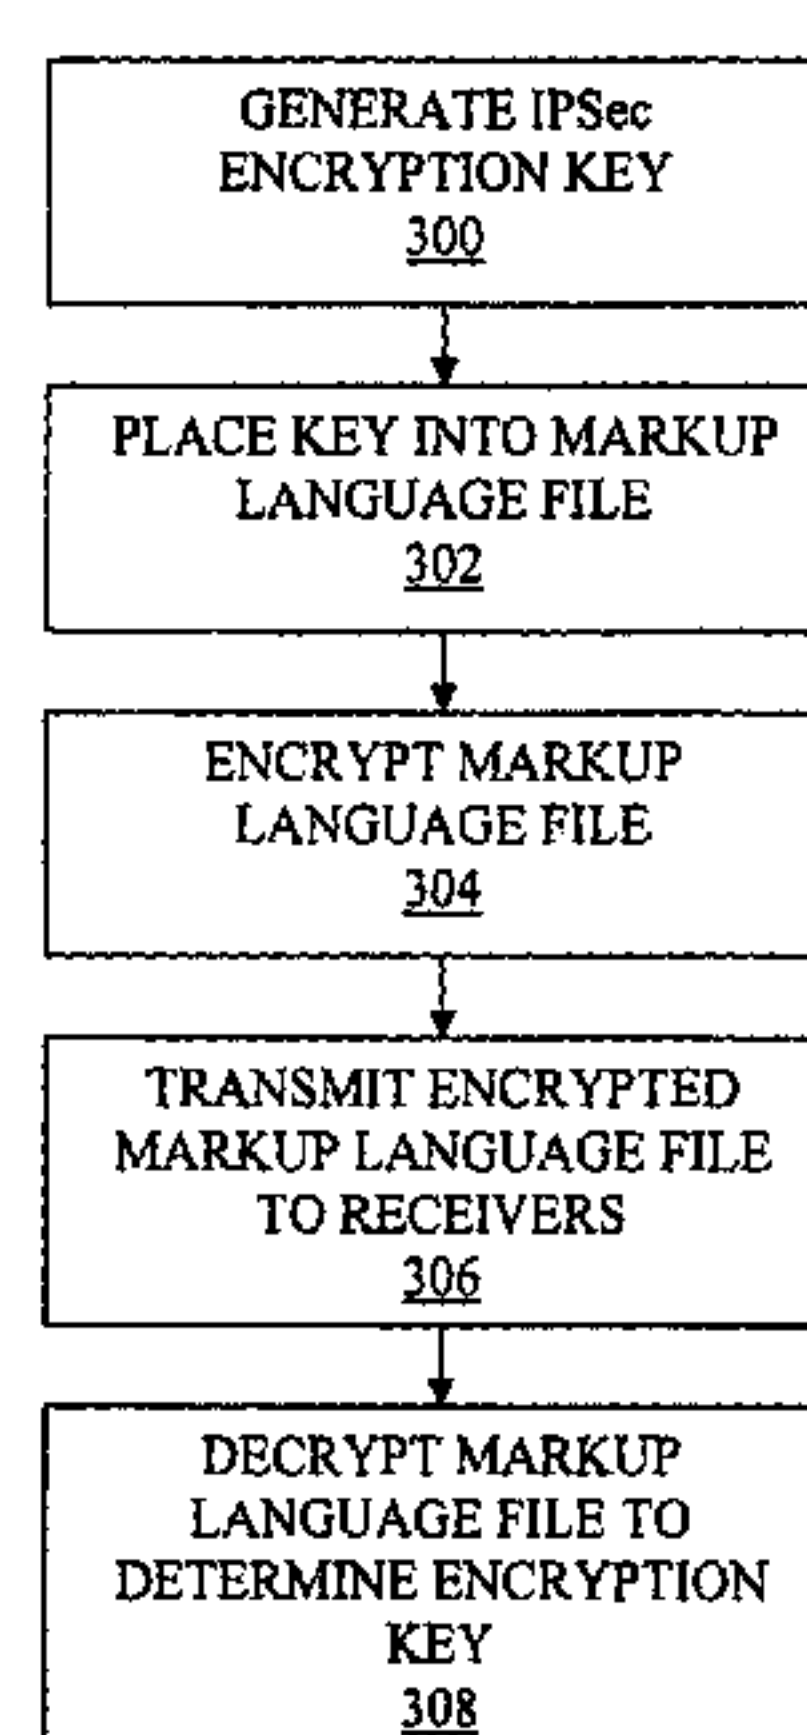 GENERATE IPSec
ENCRYPTION KEY
300
PLACE KEY INTO MARKUP
LANGUAGE FILE
302
ENCRYPT MARKUP
LANGUAGE FILE
304
TRANSMIT ENCRYPTED
MARKUP LANGUAGE FILE
TO RECEIVERS
306
DECRYPT MARKUP
LANGUAGE FILE TO
DETERMINE ENCRYPTION
KEY
308